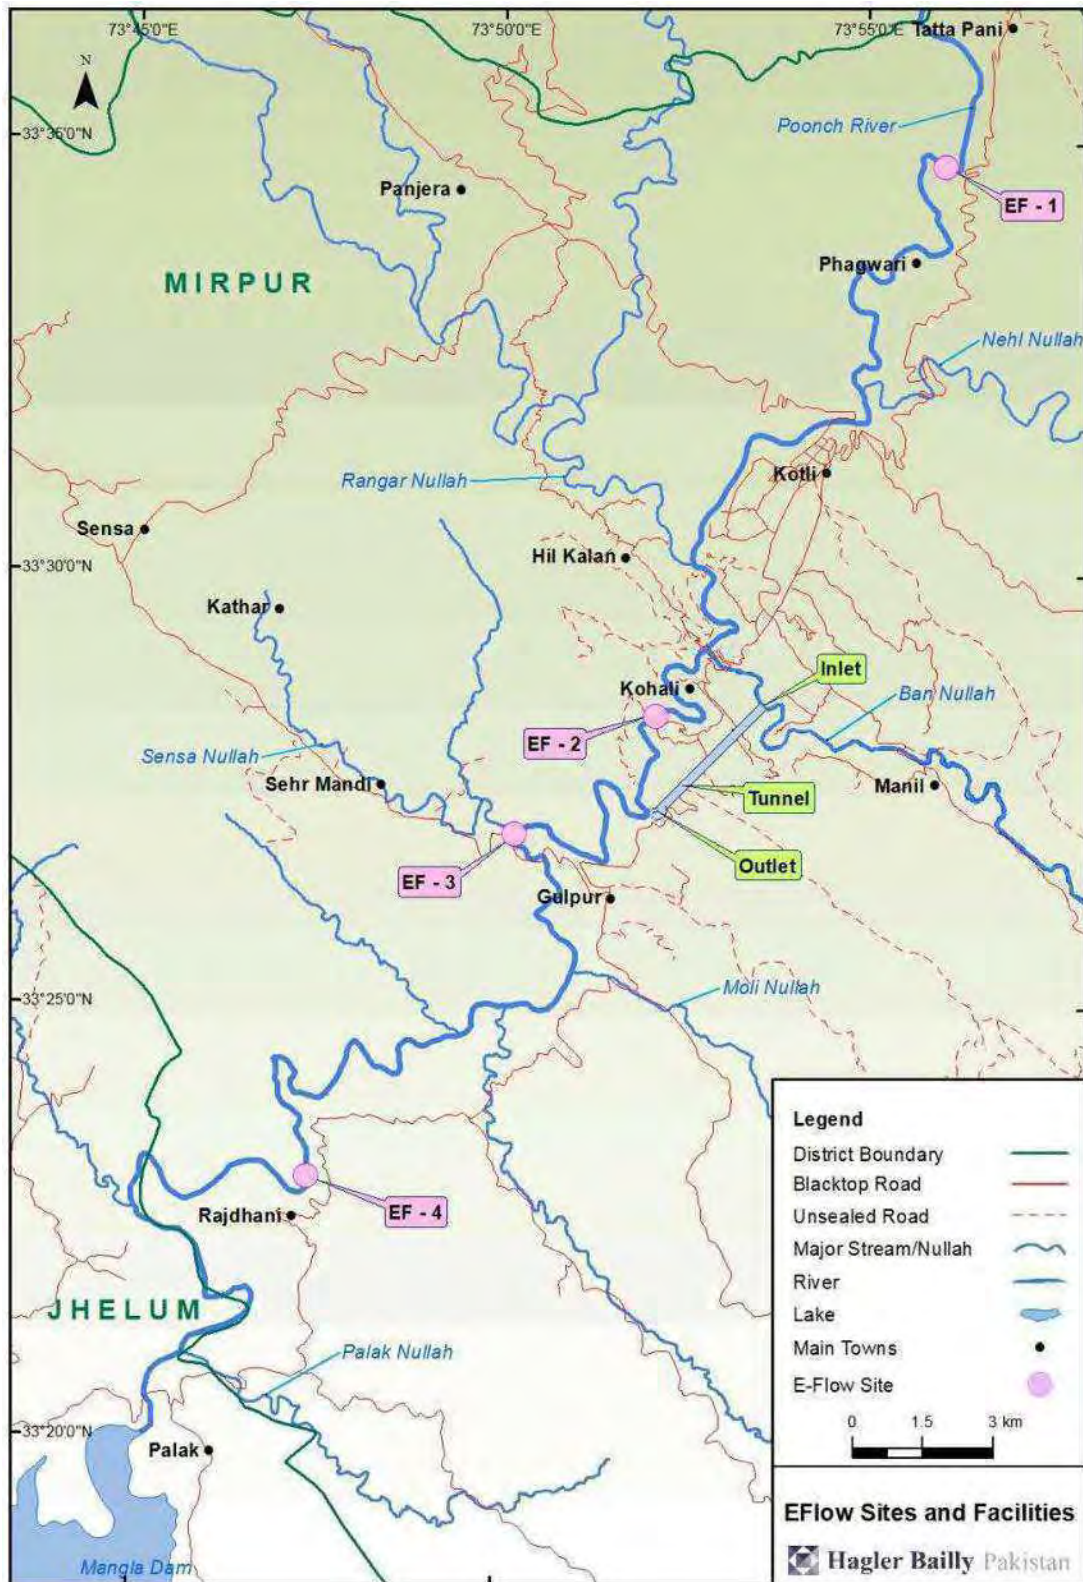 73°45'0"E
73°50'0"E
73°55'0"E
Tatta Pani
N
33°35'0"N
Poonch River
Panjera
EF - 1
Phagwari
MIRPUR
Nehl Nullah
Kotli
Rangar Nullah
Sensa
Hil Kalan
33°30'0"N
Kathar
Inlet
Kohali
Ban Nullah
EF - 2
Sensa Nullah
Sehr Mandi
Manil
Tunnel
Outlet
EF - 3
Gulpur
Moli Nullah
33°25'0"N
Rajdhani
EF - 4
JHELUM
Palak Nullah
33°20'0"N
Palak
Mangla Dam
Legend
District Boundary
Blacktop Road
Unsealed Road
Major Stream/Nullah
River
Lake
Main Towns
E-Flow Site
0 1.5 3 km
EFlow Sites and Facilities
Hagler Bailly Pakistan